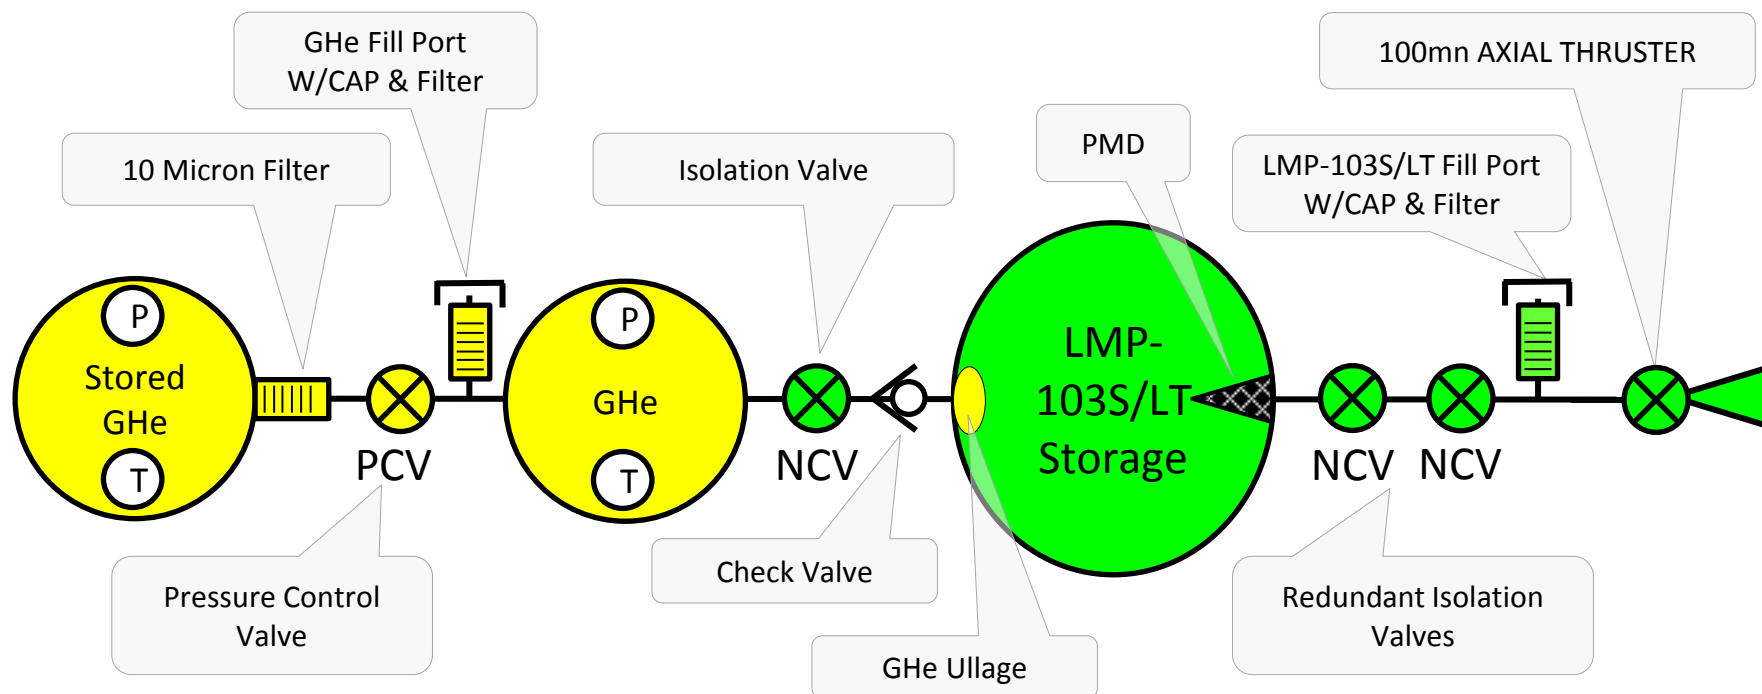 GHe Fill Port
W/CAP & Filter
100mn AXIAL THRUSTER
10 Micron Filter
Isolation Valve
PMD
LMP-103S/LT Fill Port
W/CAP & Filter
P
Stored
GHe
T
PCV
P
GHe
T
NCV
LMP-
103S/LT
Storage
NCV
NCV
Pressure Control
Valve
Check Valve
GHe Ullage
Redundant Isolation
Valves